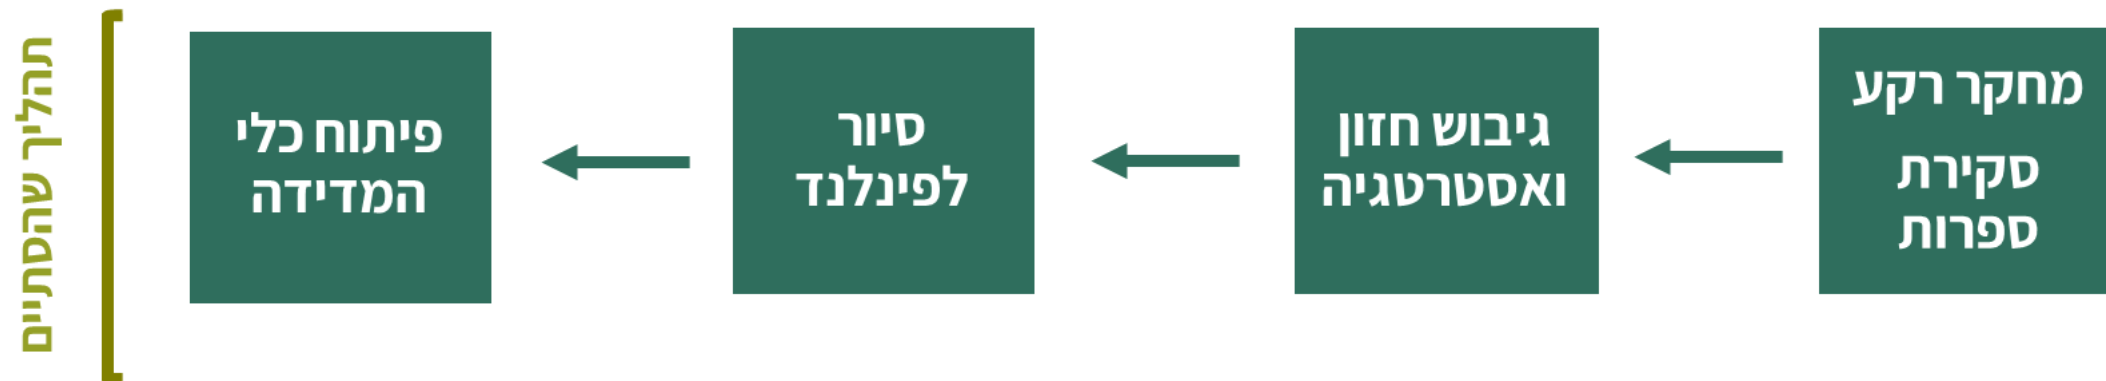 מחקר רקע
סקירת
ספרות
גיבוש חזון
ואסטרטגיה
סיור
לפינלנד
פיתוח כלי
המדידה
תהליך שהסתיים